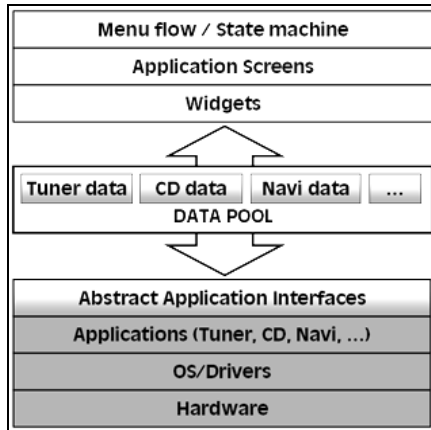 Menu flow / State machine
Application Screens
Widgets
Tuner data CD data Navi data ...
DATA POOL
Abstract Application Interfaces
Applications (Tuner, CD, Navi, ...)
OS/Drivers
Hardware